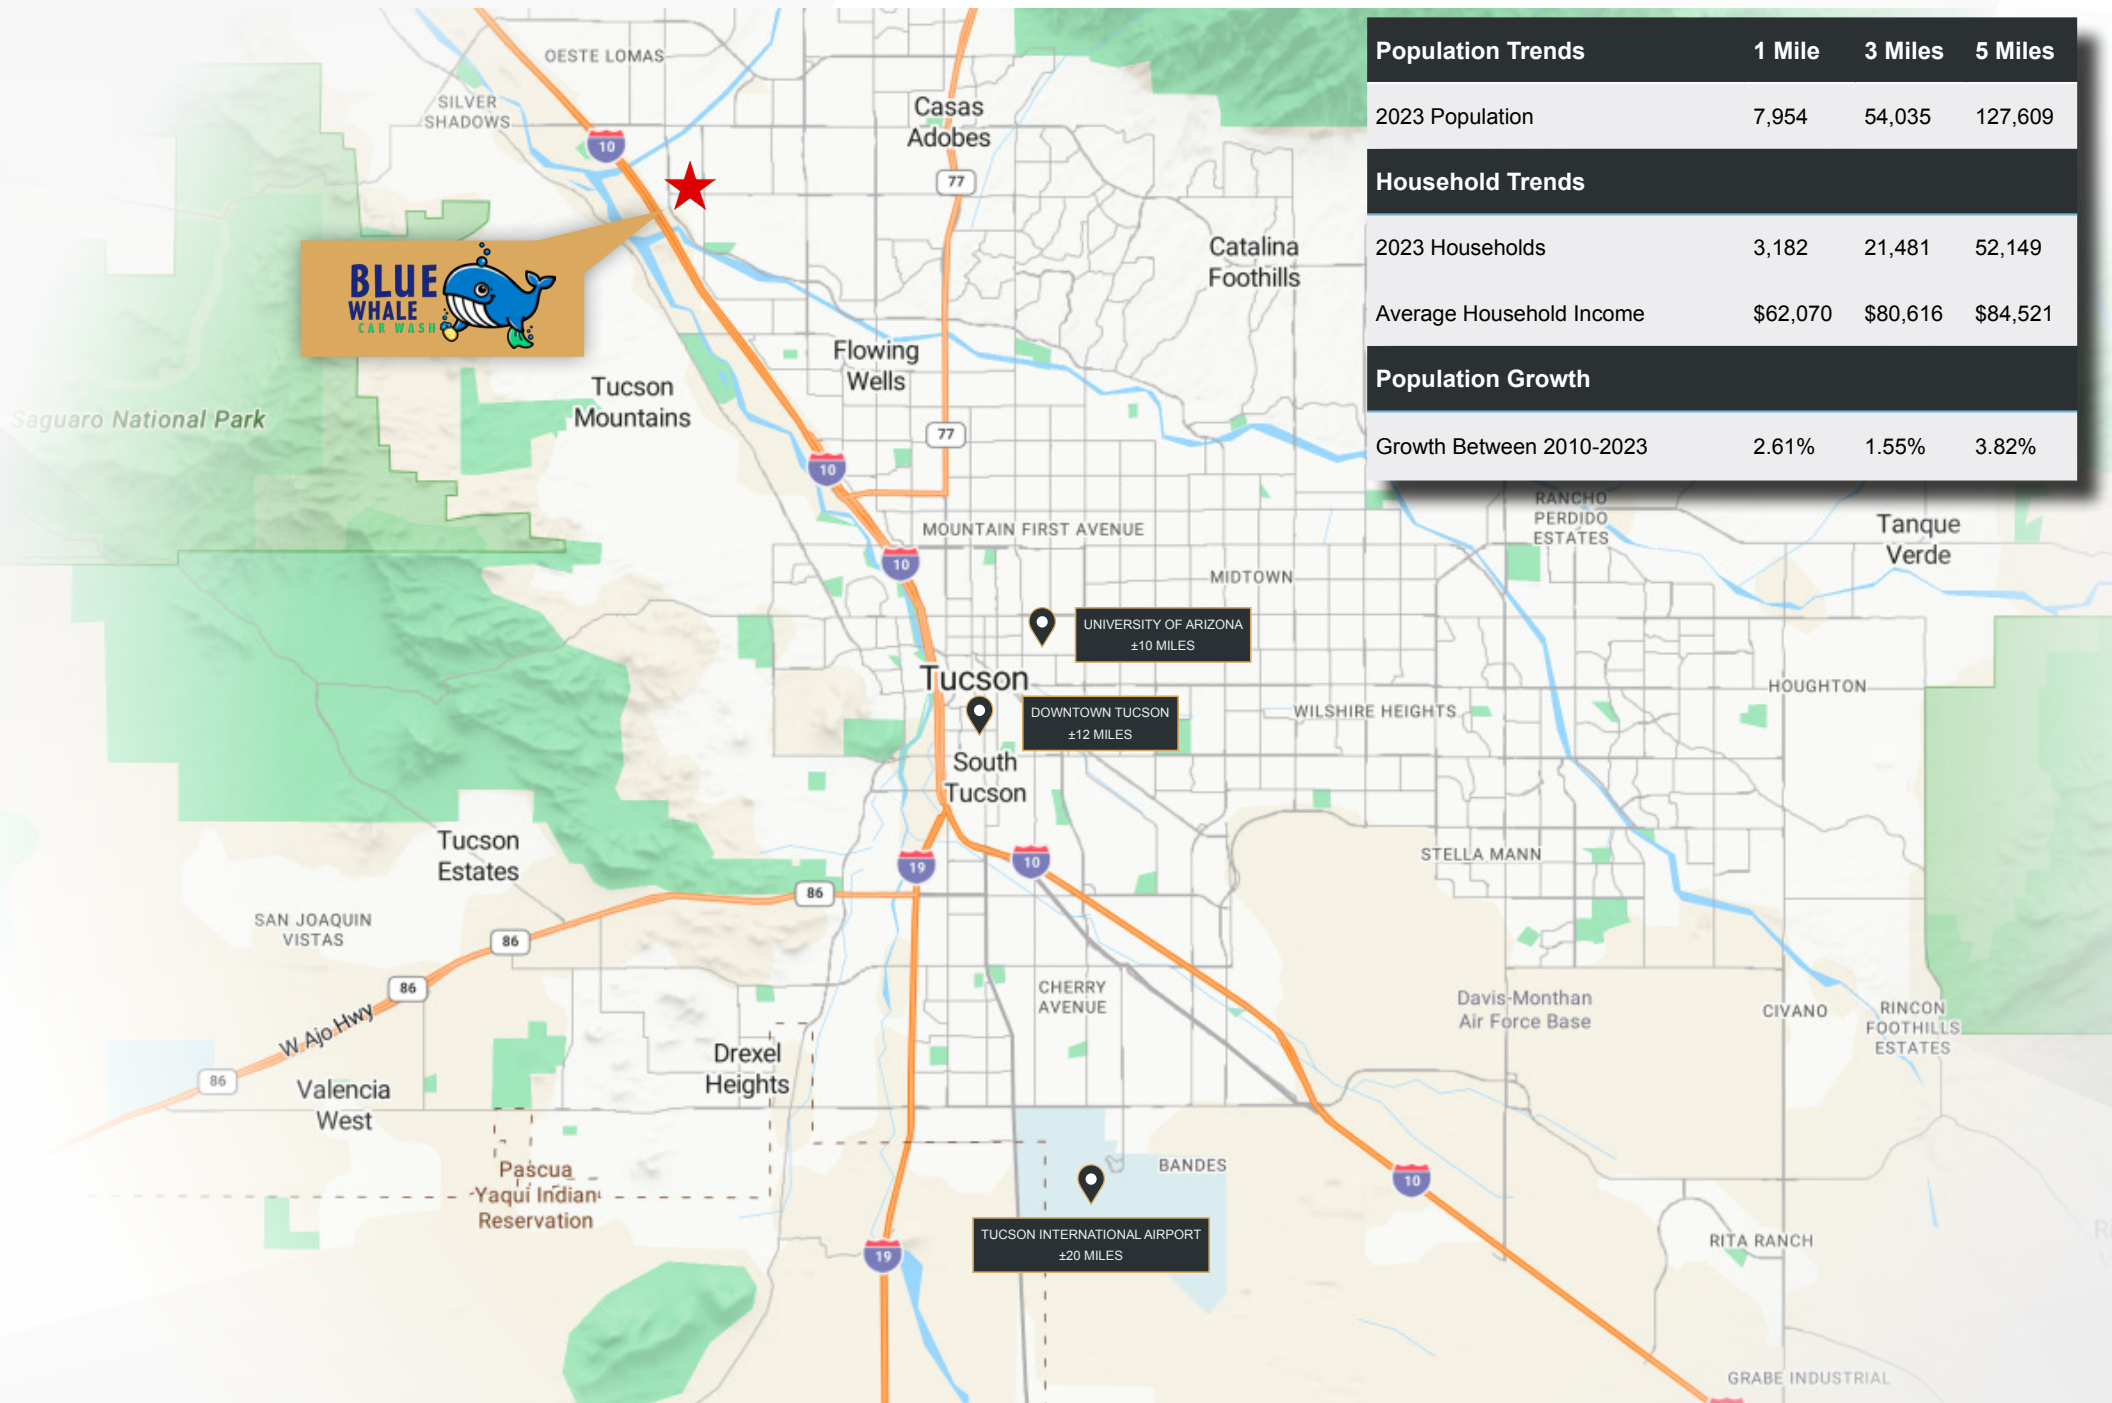 OESTE LOMAS
SILVER
SHADOWS
10
Casas
Adobes
77
BLUE
WHALE
CAR WASH
Catalina
Foothills
Flowing
Wells
Tucson
Mountains
Saguaro National Park
77
10
Population Trends 1 Mile 3 Miles 5 Miles
2023 Population 7,954 54,035 127,609
Household Trends
2023 Households 3,182 21,481 52,149
Average Household Income $62,070 $80,616 $84,521
Population Growth
Growth Between 2010-2023 2.61% 1.55% 3.82%
RANCHO
PERDIDO
ESTATES
Tanque
Verde
MOUNTAIN FIRST AVENUE
10
MIDTOWN
UNIVERSITY OF ARIZONA
±10 MILES
Tucson
HOUGHTON
DOWNTOWN TUCSON
±12 MILES
WILSHIRE HEIGHTS
South
Tucson
Tucson
Estates
STELLA MANN
19
10
86
SAN JOAQUIN
VISTAS
86
86
W Ajo Hwy
CHERRY
AVENUE
Davis-Monthan
Air Force Base
CIVANO
RINCON
FOOTHILLS
ESTATES
Drexel
Heights
86
Valencia
West
Pascua
Yaqui Indian
Reservation
BANDES
10
TUCSON INTERNATIONAL AIRPORT
±20 MILES
19
RITA RANCH
GRABE INDUSTRIAL